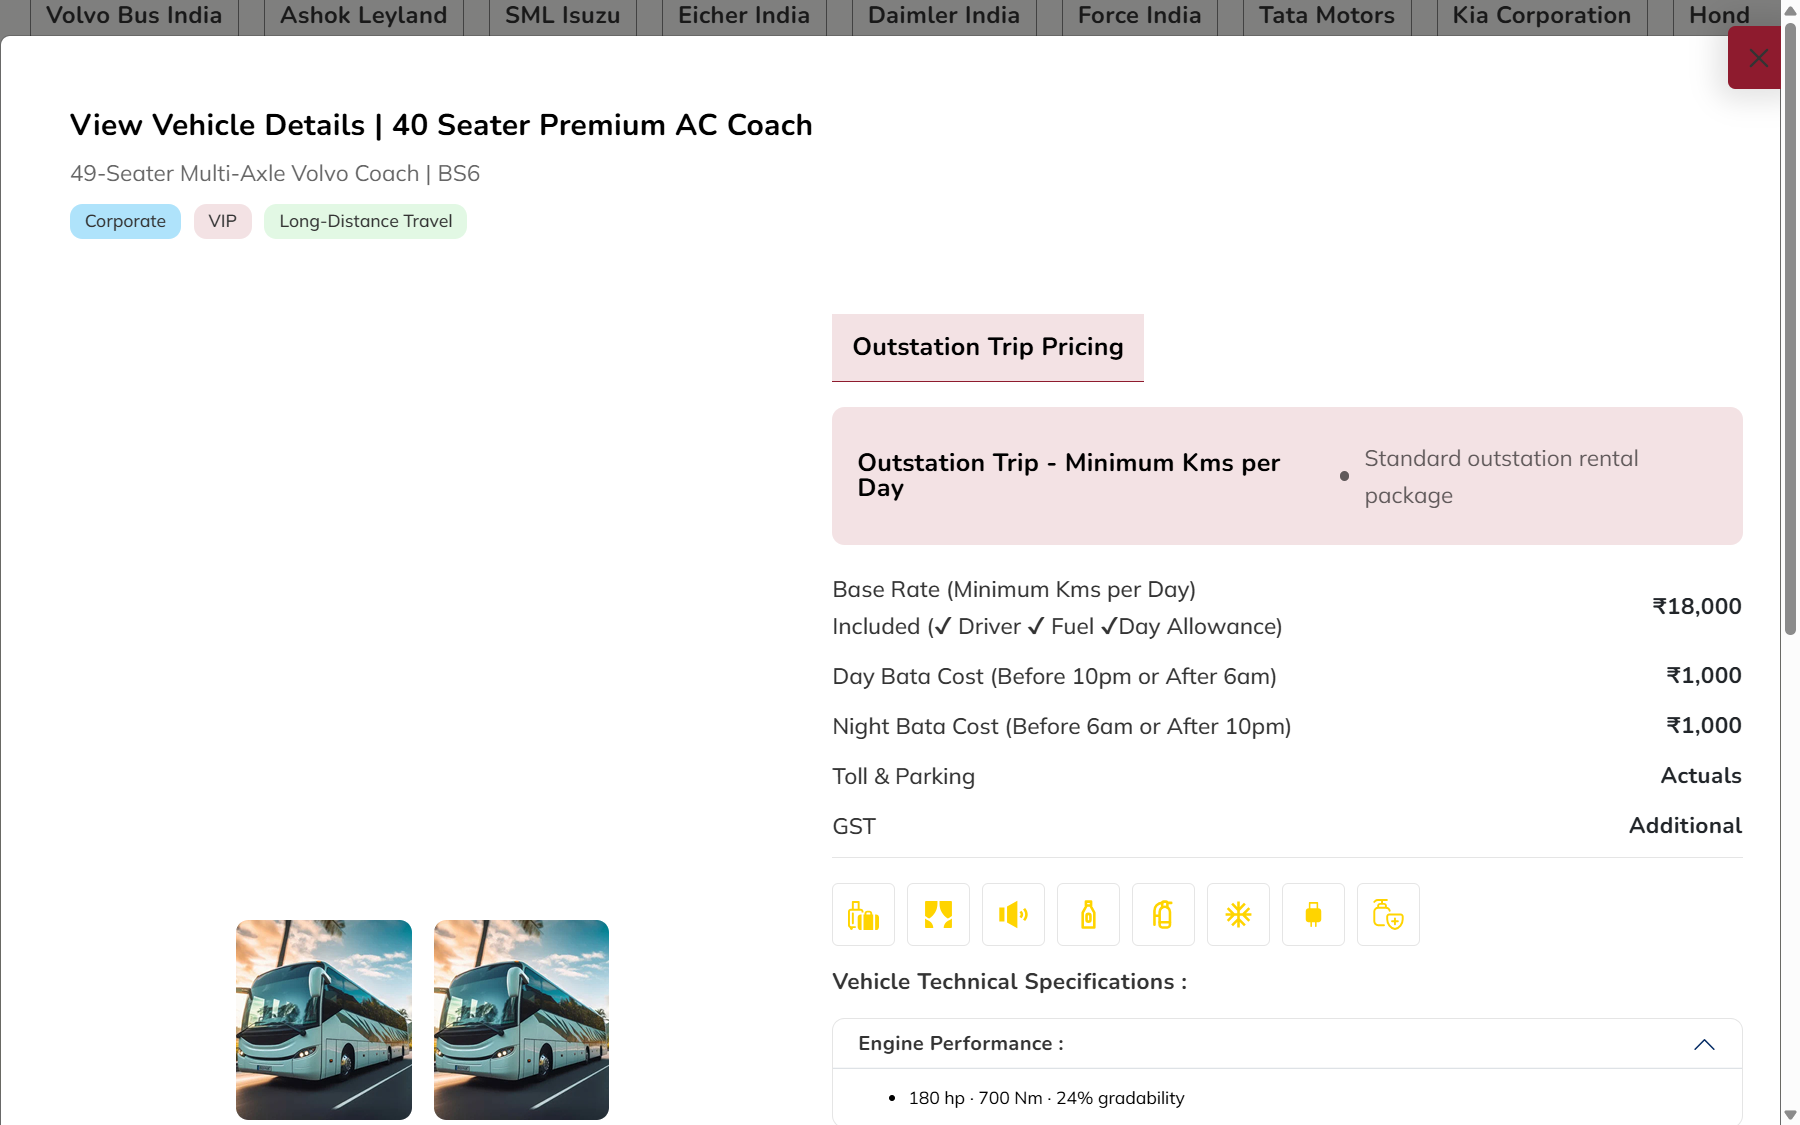 Volvo Bus India
Ashok Leyland
SML Isuzu
Eicher India
Daimler India
Force India
Tata Motors
Kia Corporation
Hond
View Vehicle Details | 40 Seater Premium AC Coach
49-Seater Multi-Axle Volvo Coach | BS6
Corporate
VIP
Long-Distance Travel
Outstation Trip Pricing
Outstation Trip - Minimum Kms per
Day
• Standard outstation rental
package
Base Rate (Minimum Kms per Day)
Included (✓ Driver ✓ Fuel ✓Day Allowance)
₹18,000
Day Bata Cost (Before 10pm or After 6am)
₹1,000
Night Bata Cost (Before 6am or After 10pm)
₹1,000
Toll & Parking
Actuals
GST
Additional
Vehicle Technical Specifications :
Engine Performance :
• 180 hp · 700 Nm · 24% gradability